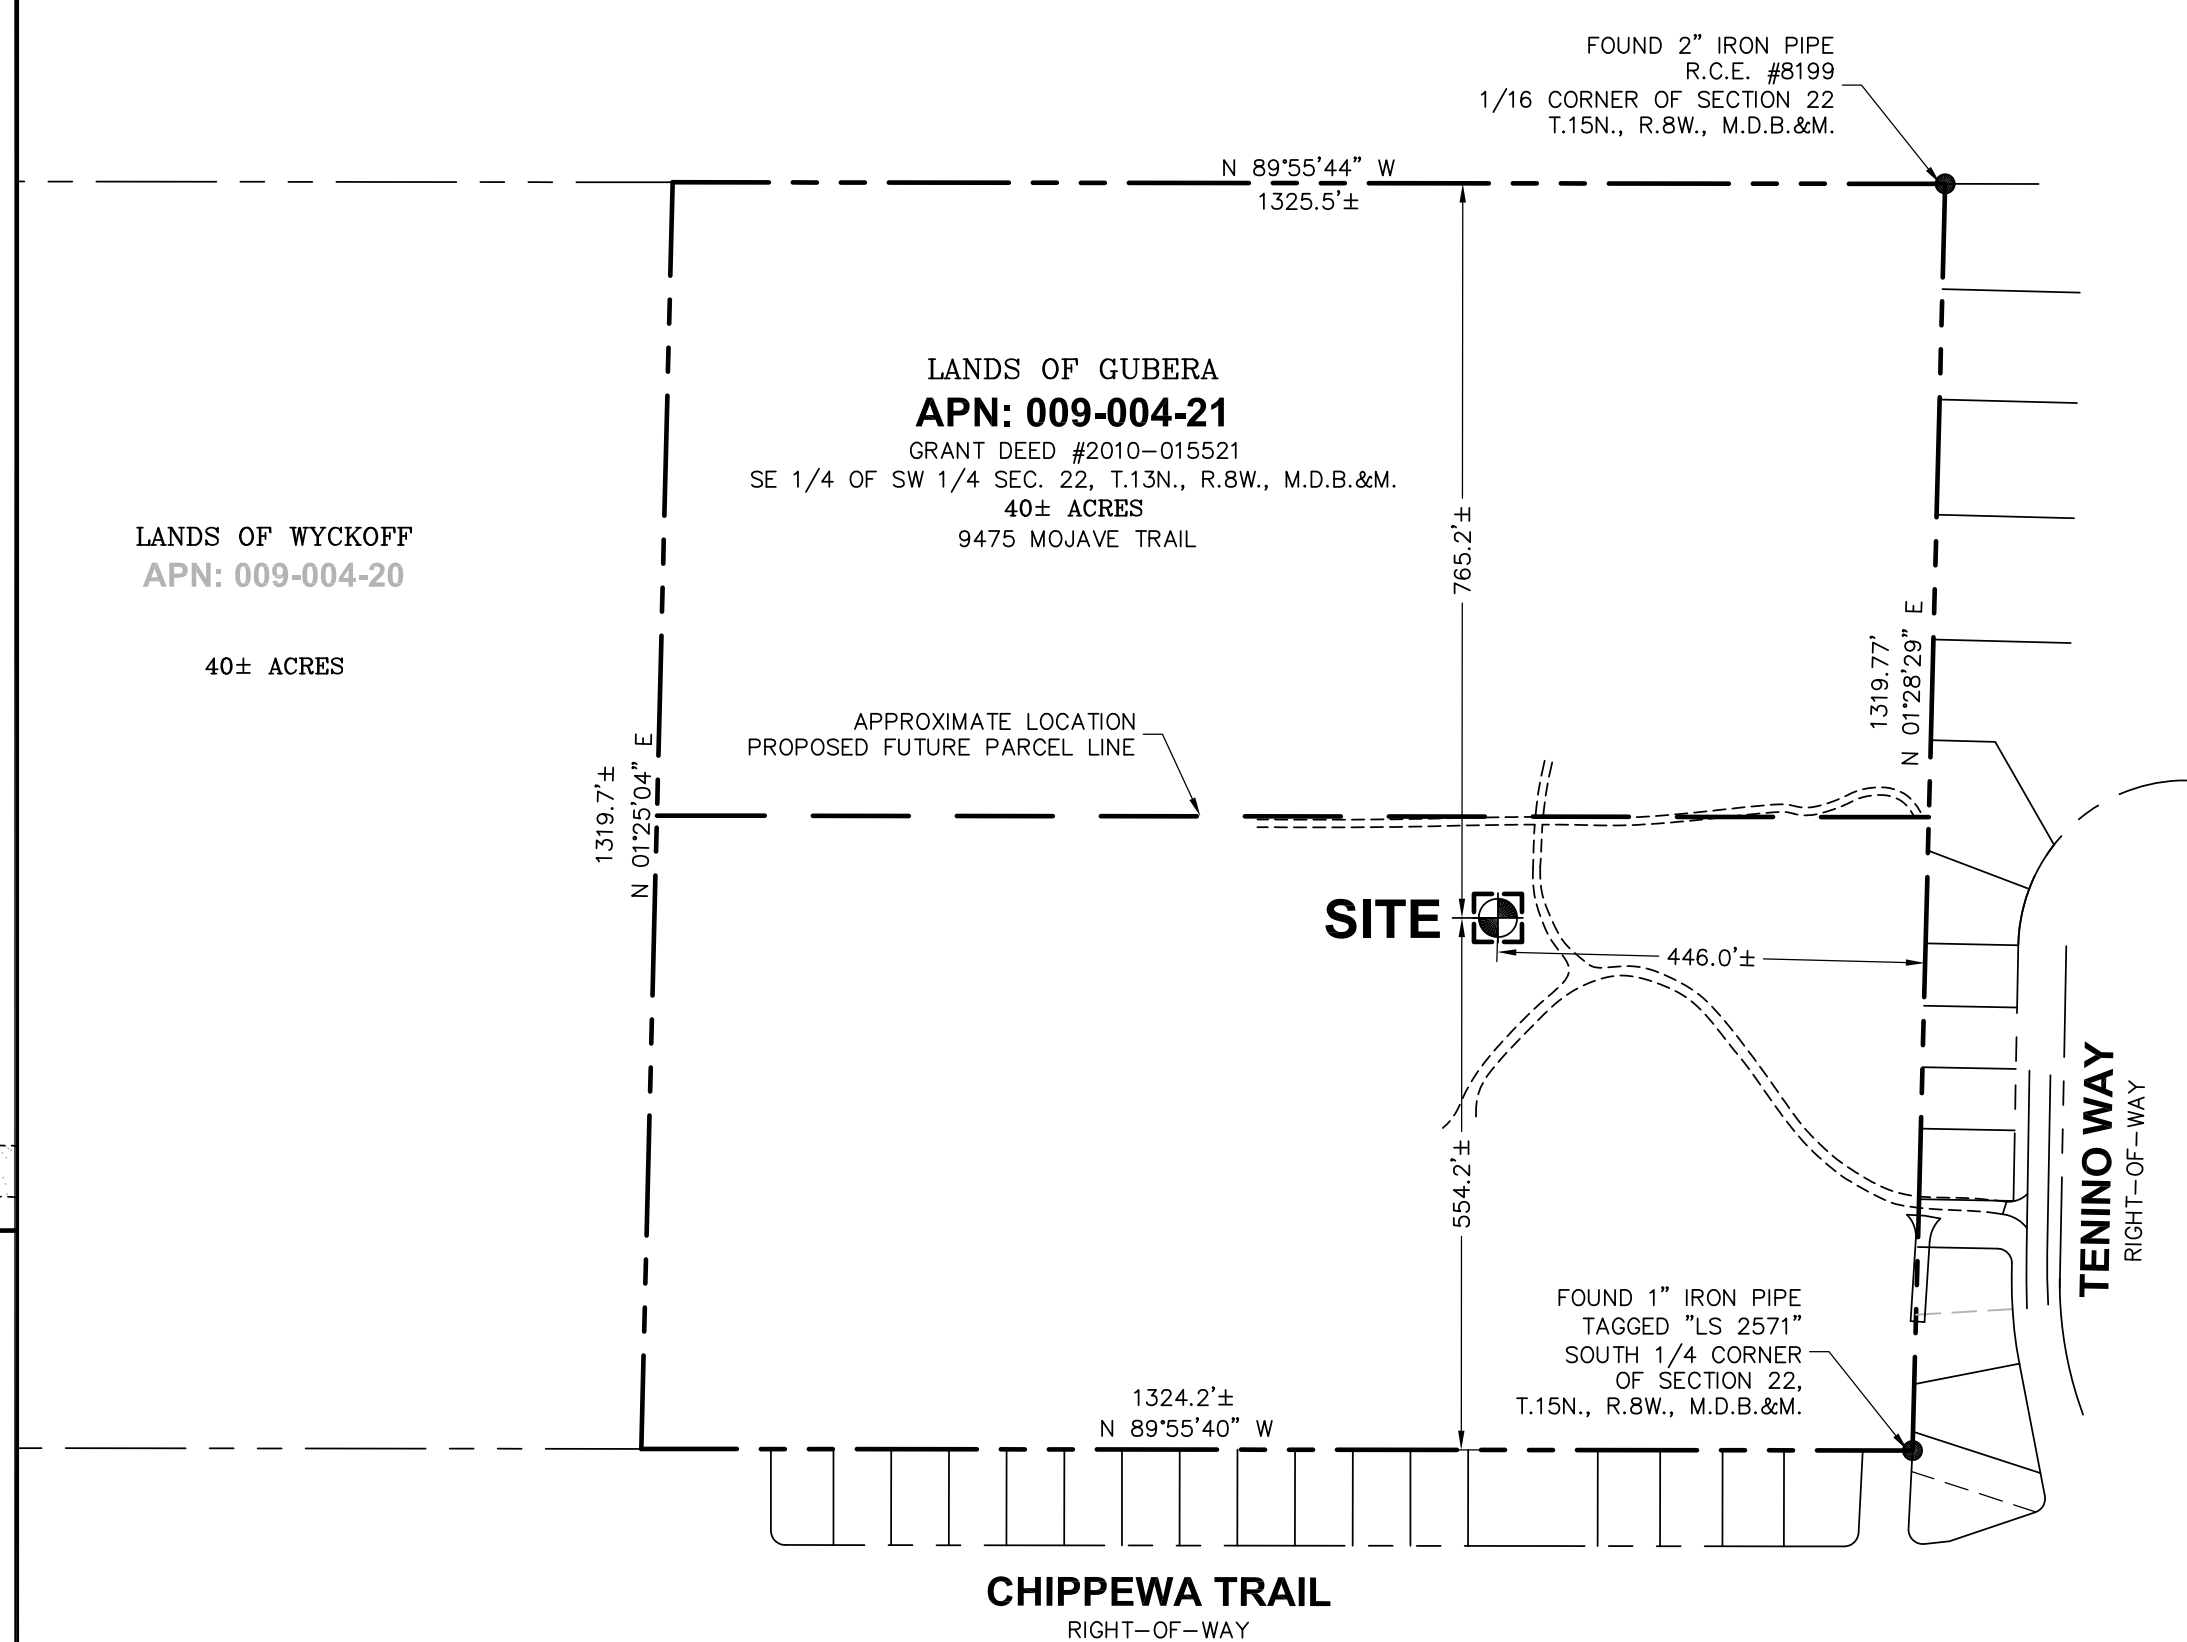 FOUND 2” IRON PIPE
R.C.E. #8199
1/16 CORNER OF SECTION 22
T.15N., R.8W., M.D.B.&M.
N 89°55'44” W
1325.5'±
LANDS OF GUBERA
APN: 009-004-21
GRANT DEED #2010-015521
SE 1/4 OF SW 1/4 SEC. 22, T.13N., R.8W., M.D.B.&M.
40± ACRES
9475 MOJAVE TRAIL
LANDS OF WYCKOFF
APN: 009-004-20
40± ACRES
765.2'±
1319.77'
N 01°28'29” E
APPROXIMATE LOCATION
PROPOSED FUTURE PARCEL LINE
1319.7'±
N 01°25'04” E
SITE
446.0'±
554.2'±
TENINO WAY
RIGHT-OF-WAY
FOUND 1” IRON PIPE
TAGGED ”LS 2571”
SOUTH 1/4 CORNER
OF SECTION 22,
T.15N., R.8W., M.D.B.&M.
1324.2'±
N 89°55'40” W
CHIPPEWA TRAIL
RIGHT-OF-WAY